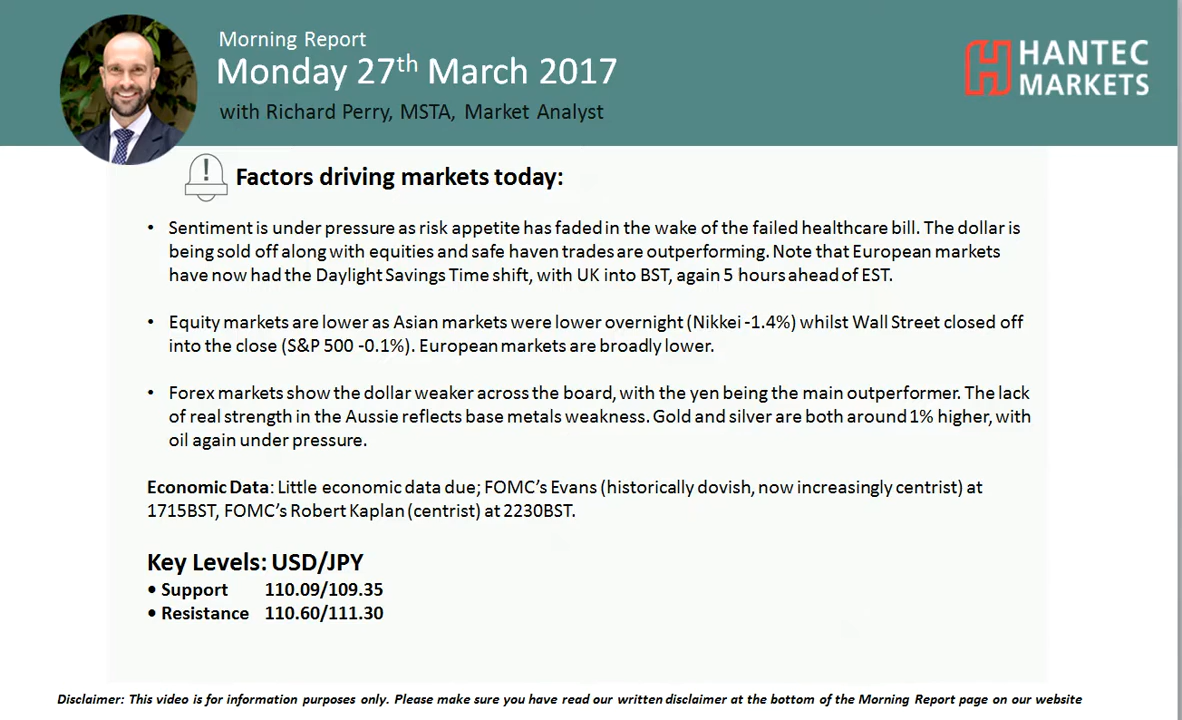 Morning Report
Monday 27th March 2017
with Richard Perry, MSTA, Market Analyst
HANTEC
MARKETS
Factors driving markets today:
• Sentiment is under pressure as risk appetite has faded in the wake of the failed healthcare bill. The dollar is
being sold off along with equities and safe haven trades are outperforming. Note that European markets
have now had the Daylight Savings Time shift, with UK into BST, again 5 hours ahead of EST.
• Equity markets are lower as Asian markets were lower overnight (Nikkei -1.4%) whilst Wall Street closed off
into the close (S&P 500 -0.1%). European markets are broadly lower.
• Forex markets show the dollar weaker across the board, with the yen being the main outperformer. The lack
of real strength in the Aussie reflects base metals weakness. Gold and silver are both around 1% higher, with
oil again under pressure.
Economic Data: Little economic data due; FOMC’s Evans (historically dovish, now increasingly centrist) at
1715BST, FOMC’s Robert Kaplan (centrist) at 2230BST.
Key Levels: USD/JPY
• Support 110.09/109.35
• Resistance 110.60/111.30
Disclaimer: This video is for information purposes only. Please make sure you have read our written disclaimer at the bottom of the Morning Report page on our website